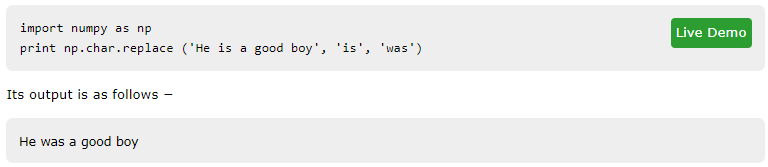 import numpy as np
print np.char.replace ('He is a good boy', 'is', 'was')
Live Demo
Its output is as follows −
He was a good boy